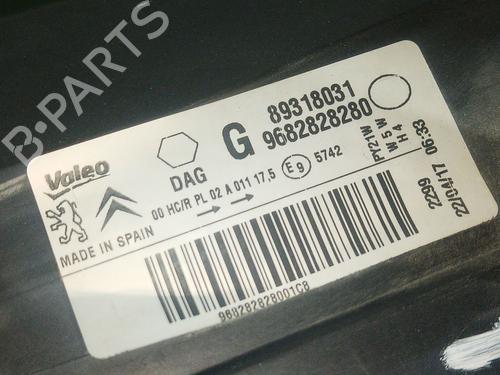 B-PARTS
Valeo
DAG
G
89318031
9682828280
00 HC/R PL 02 A 011 17,5
E9 5742
PY21W
W5W
H4
MADE IN SPAIN
2299
22/04/17 06:33
968282828001C8